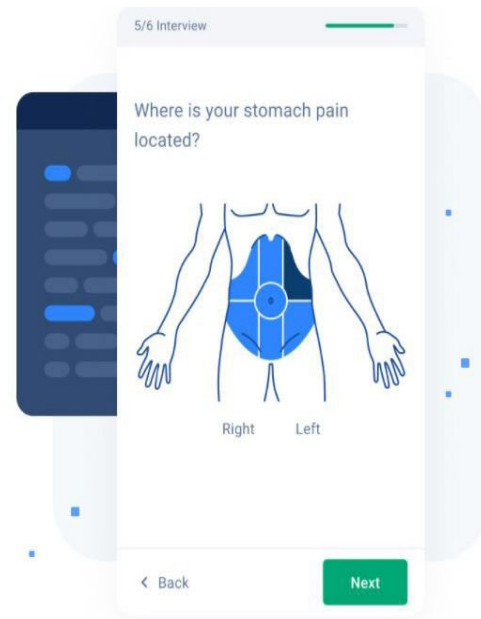 5/6 Interview
Where is your stomach pain
located?
Right Left
< Back Next